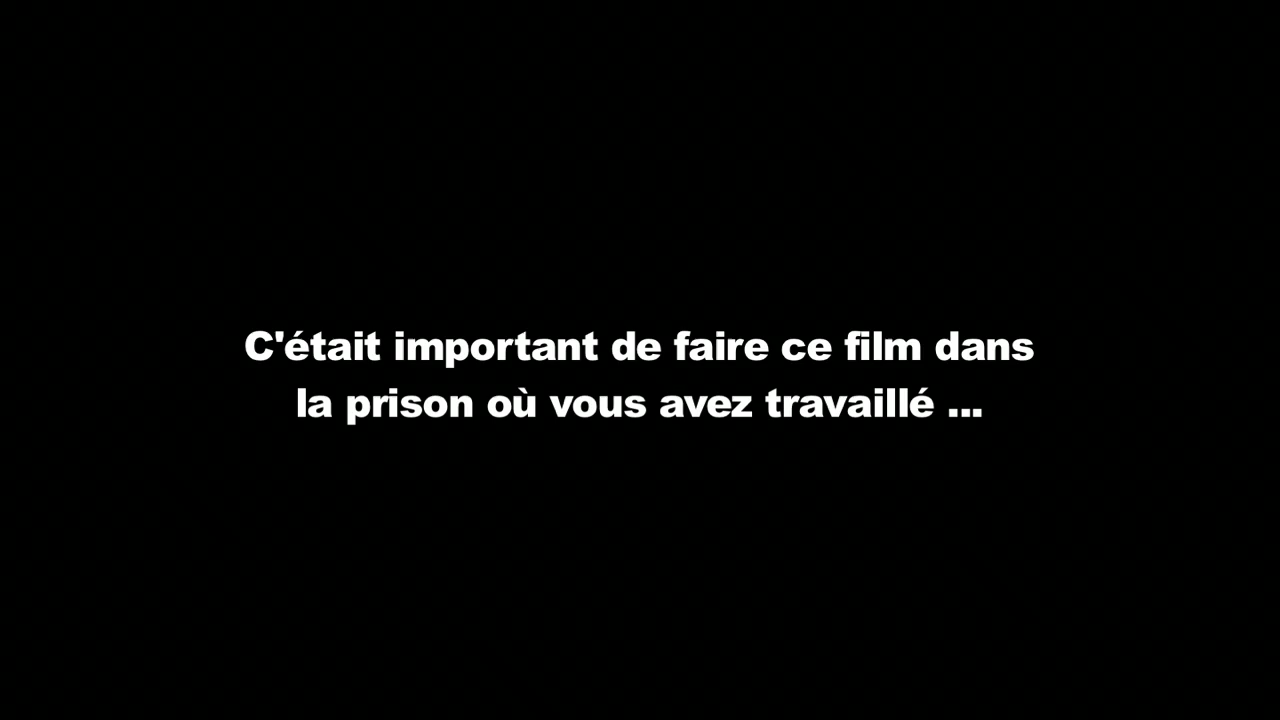 C'était important de faire ce film dans
la prison où vous avez travaillé ...